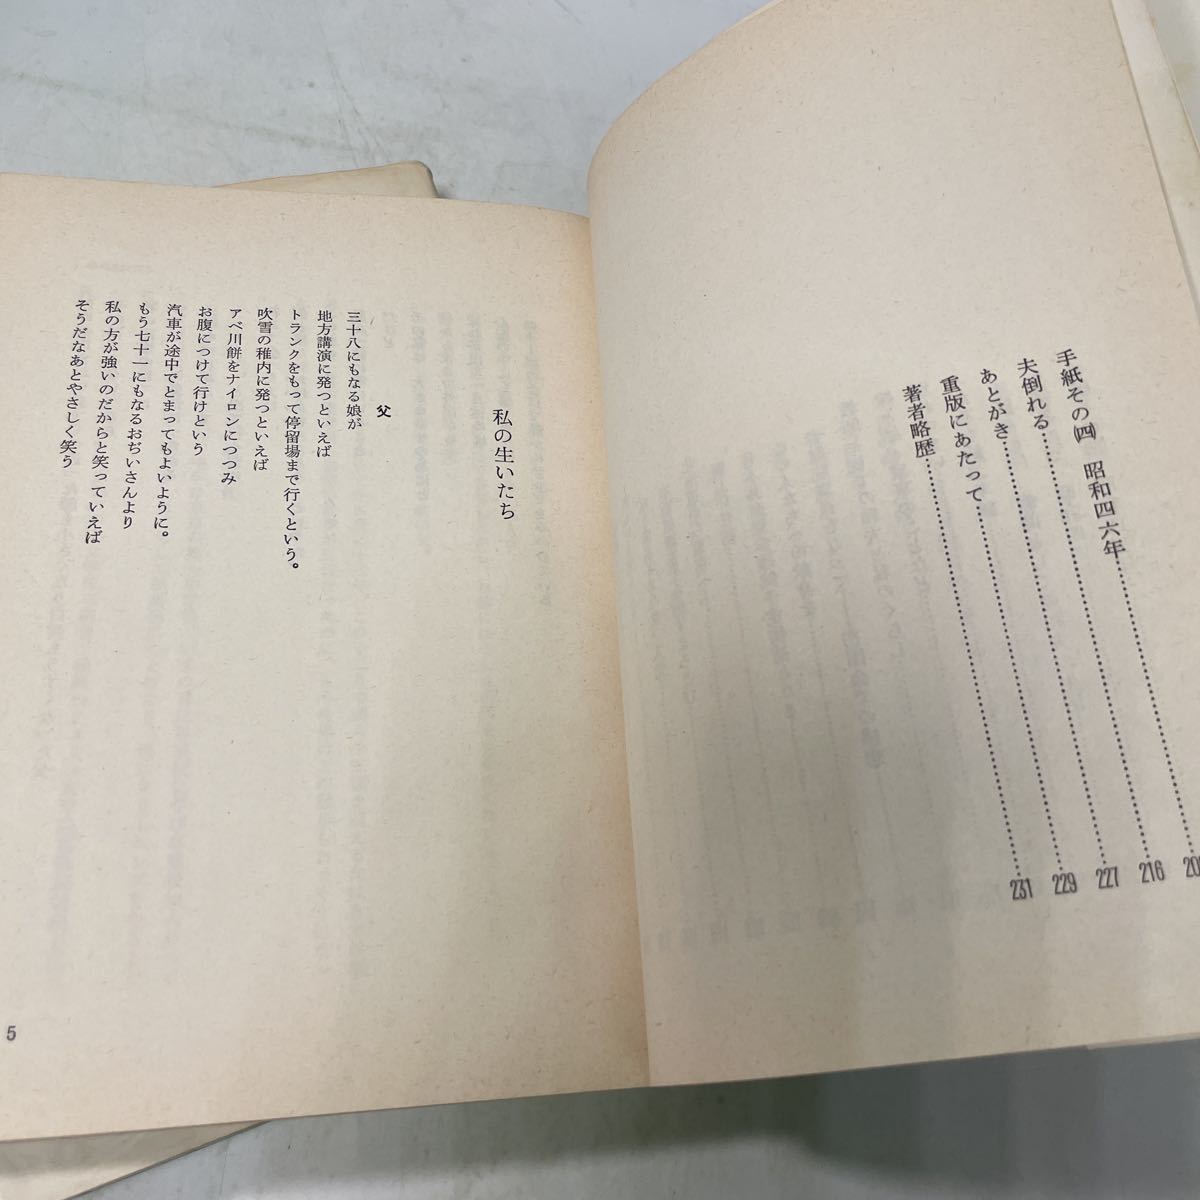 手紙その㈣　昭和四六年……………
夫倒れる……………216
あとがき……………227
重版にあたって……………229
著者略歴……………231
私の生いたち
父
三十八にもなる娘が
地方講演に発つといえば
トランクをもって停留場まで行くという。
吹雪の稚内に発つといえば
アベ川餅をナイロンにつつみ
お腹につけて行けという
汽車が途中でとまってもよいように。
もう七十一にもなるおぢいさんより
私の方が強いのだからと笑っていえば
そうだなあとやさしく笑う
5